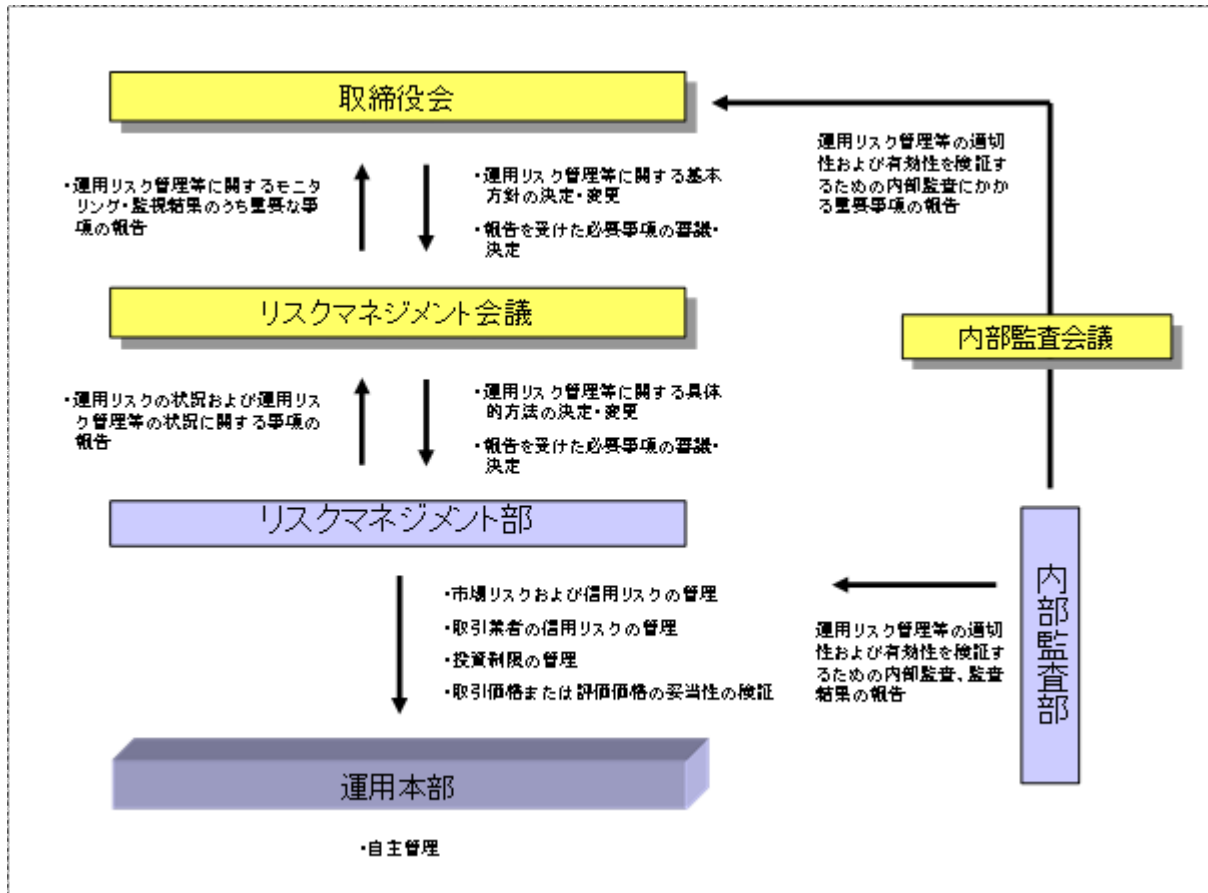 取締役会
・運用リスク管理等に関するモニタ
リング・監視結果のうち重要な事
項の報告
・運用リスク管理等に関する基本
方針の決定・変更
・報告を受けた必要事項の審議・
決定
運用リスク管理等の適切
性および有効性を検証す
るための内部監査にかか
る重要事項の報告
リスクマネジメント会議
内部監査会議
・運用リスクの状況および運用リス
ク管理等の状況に関する事項の
報告
・運用リスク管理等に関する具体
的方法の決定・変更
・報告を受けた必要事項の審議・
決定
リスクマネジメント部
・市場リスクおよび信用リスクの管理
・取引業者の信用リスクの管理
・投資制限の管理
・取引価格または評価価格の妥当性の検証
運用リスク管理等の適切
性および有効性を検証す
るための内部監査、監査
結果の報告
内部監査部
運用本部
・自主管理